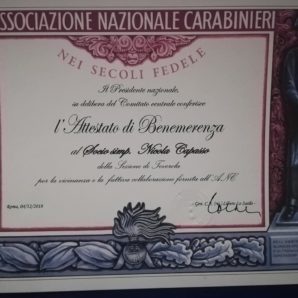 ASSOCIAZIONE NAZIONALE CARABINIERI
NEI SECOLI FEDELE
Il Presidente nazionale,
su delibera del Comitato centrale conferisce
l'Attestato di Benemerenza
al Socio simp. Nicola Capasso
della Sezione di
per la vicinanza e la fattiva collaborazione fornita all'ANC
Roma, 04/12/2019
Gen. C.A.